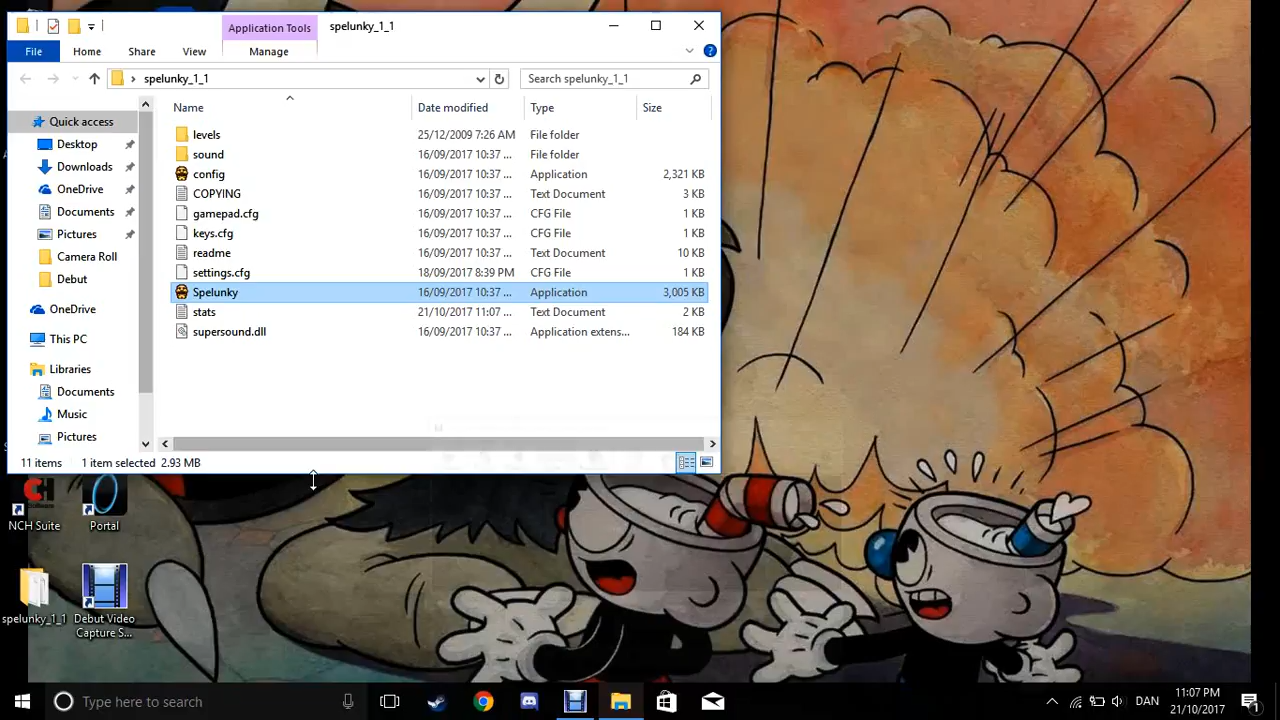 Application Tools
spelunky_1_1
File
Home
Share
View
Manage
spelunky_1_1
Search spelunky_1_1
Name
Date modified
Type
Size
Quick access
Desktop
Downloads
OneDrive
Documents
Pictures
Camera Roll
Debut
OneDrive
This PC
Libraries
Documents
Music
Pictures
levels 25/12/2009 7:26 AM File folder
sound 16/09/2017 10:37 ... File folder
config 16/09/2017 10:37 ... Application 2,321 KB
COPYING 16/09/2017 10:37 ... Text Document 3 KB
gamepad.cfg 16/09/2017 10:37 ... CFG File 1 KB
keys.cfg 16/09/2017 10:37 ... CFG File 1 KB
readme 16/09/2017 10:37 ... Text Document 10 KB
settings.cfg 18/09/2017 8:39 PM CFG File 1 KB
Spelunky 16/09/2017 10:37 ... Application 3,005 KB
stats 21/10/2017 11:07 ... Text Document 2 KB
supersound.dll 16/09/2017 10:37 ... Application extens... 184 KB
11 items 1 item selected 2.93 MB
NCH Suite
Portal
spelunky_1_1
Debut Video
Capture S...
Type here to search
DAN
11:07 PM
21/10/2017
1